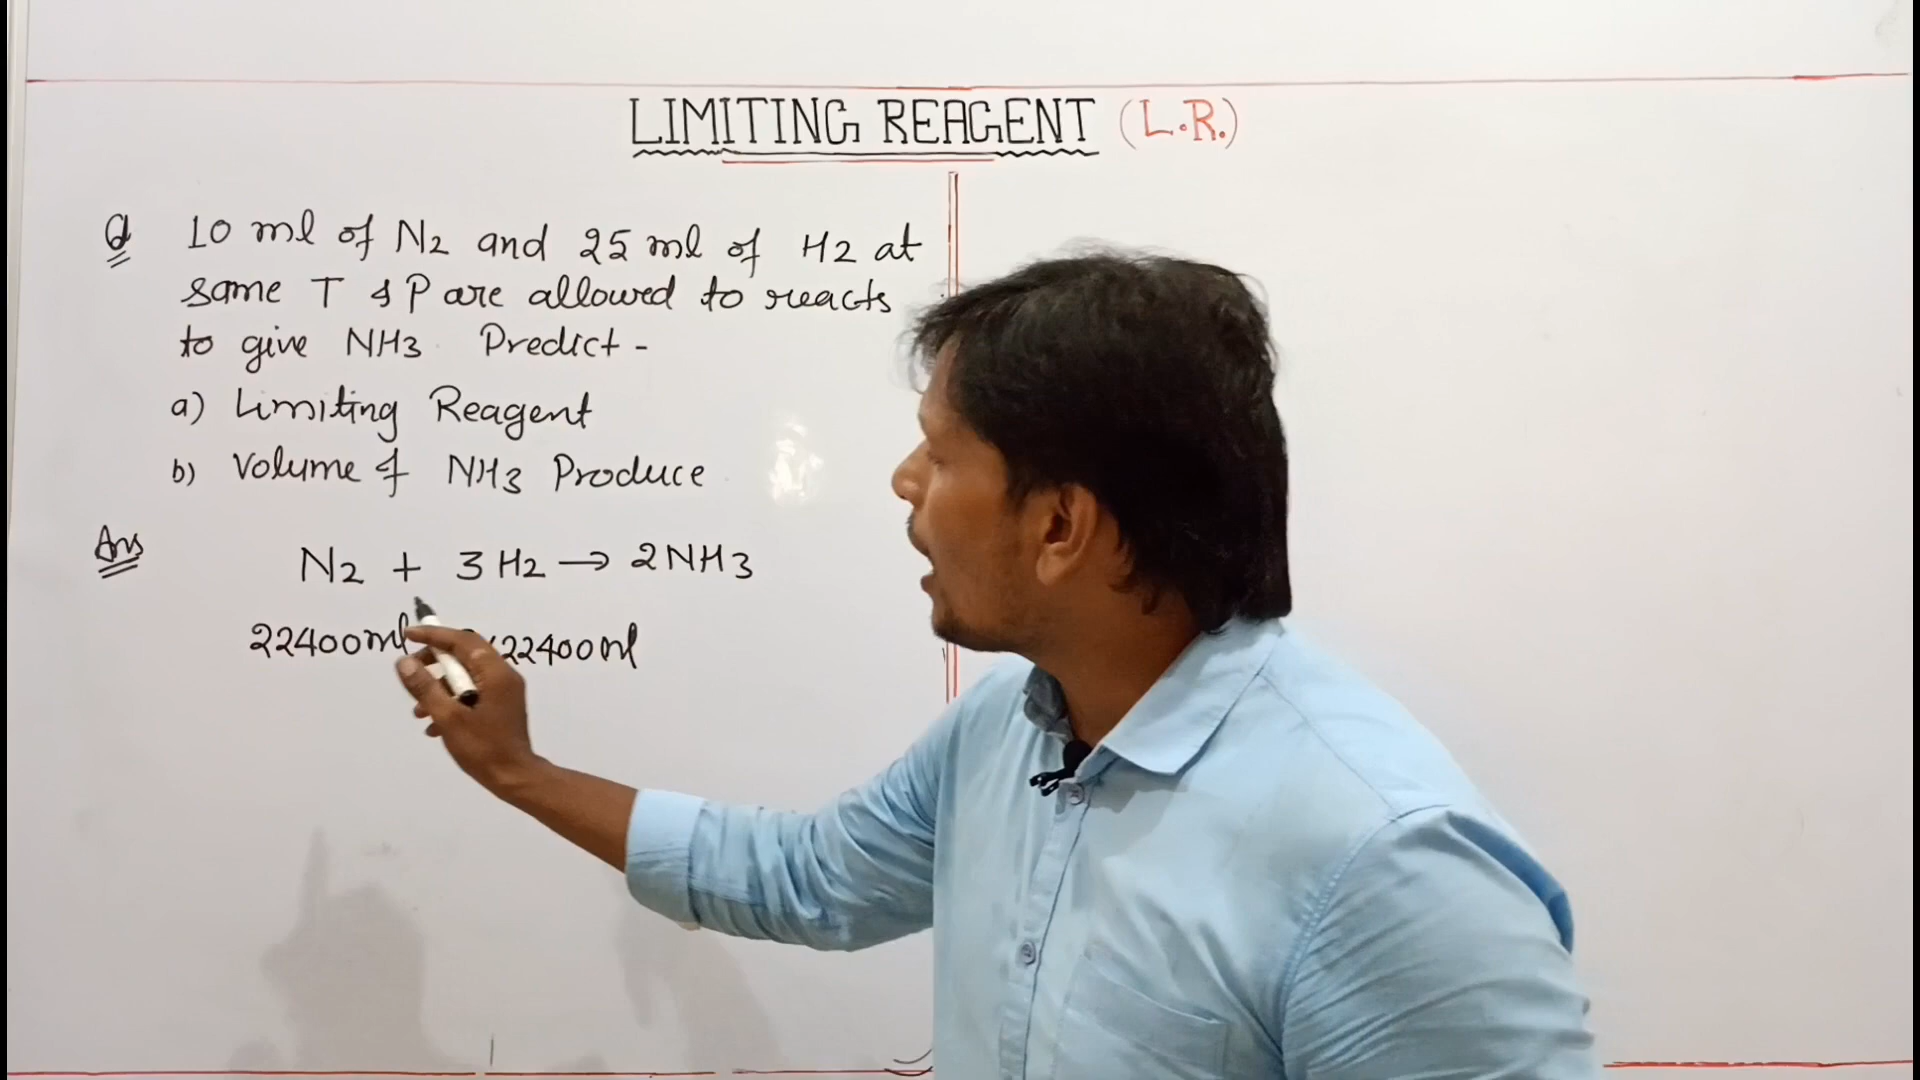 LIMITING REAGENT (L.R.)
Q 10 ml of N2 and 25 ml of H2 at
same T & P are allowed to reacts
to give NH3 Predict -
a) Limiting Reagent
b) Volume of NH3 Produce
Ans N2 + 3H2 → 2NH3
22400ml 22400ml